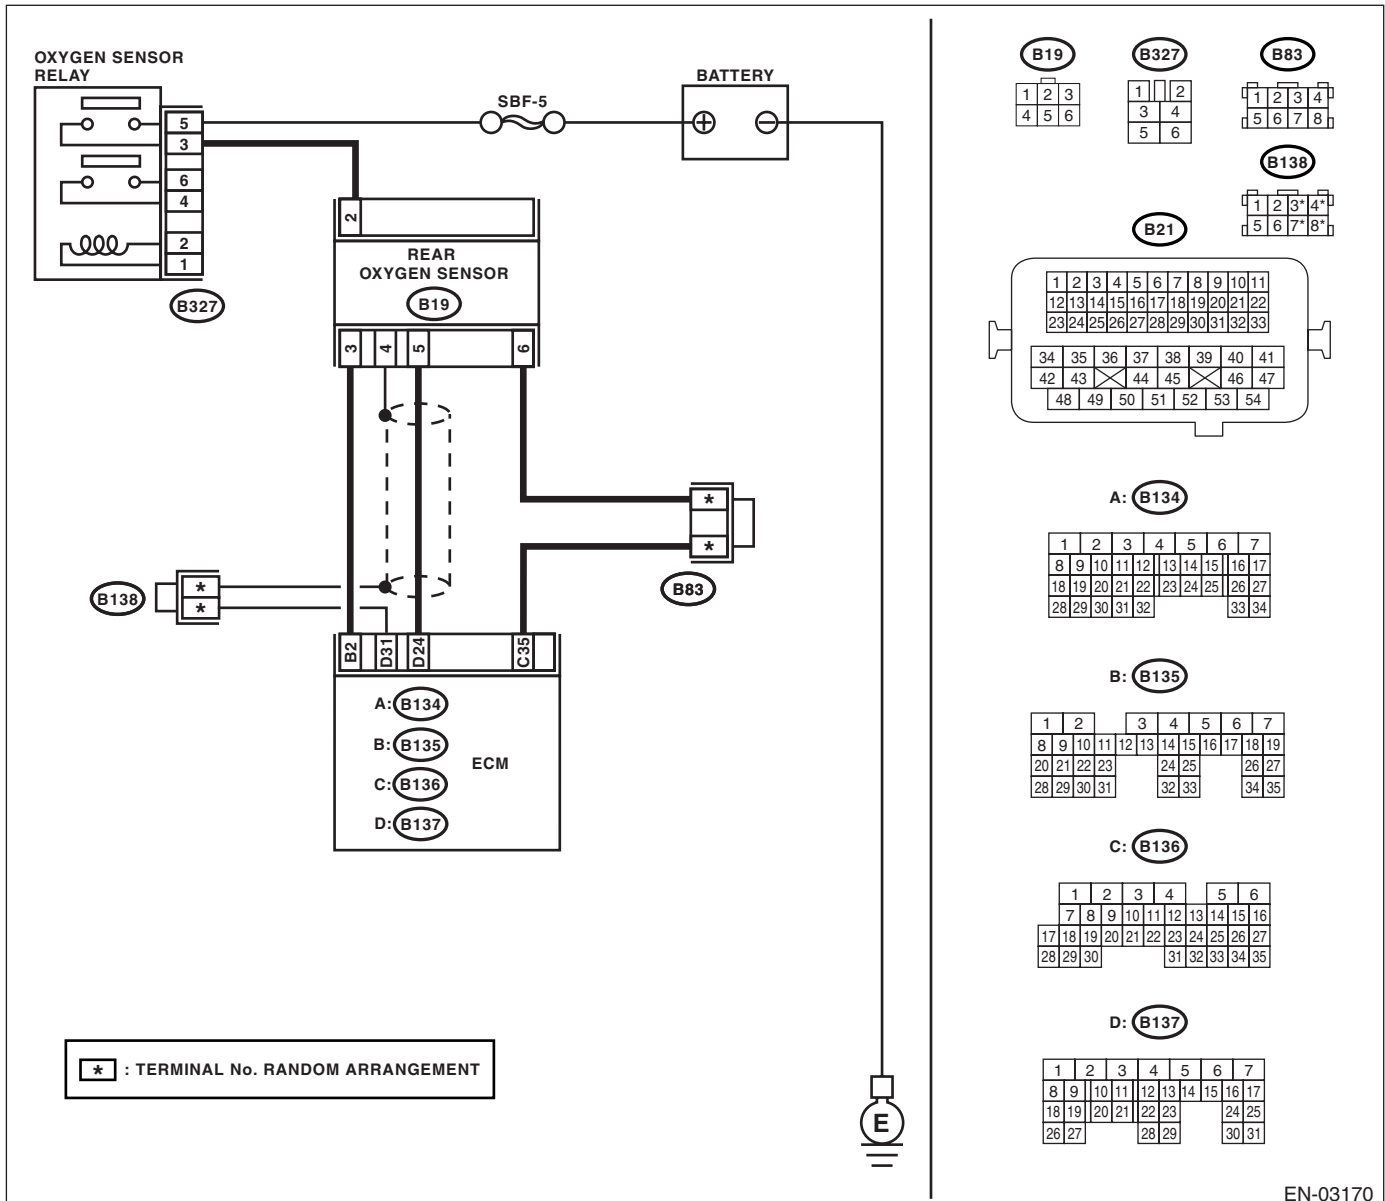 OXYGEN SENSOR
RELAY
5
3
6
4
2
1
B327
SBF-5
BATTERY
2
REAR
OXYGEN SENSOR
B19
3
4
5
6
*
*
B83
B138
*
*
B2
D31
D24
C35
A: B134
B: B135
C: B136
D: B137
ECM
* : TERMINAL No. RANDOM ARRANGEMENT
E
B19
1 2 3
4 5 6
B327
1 2
3 4
5 6
B83
1 2 3 4
5 6 7 8
B138
1 2 3* 4*
5 6 7* 8*
B21
1 2 3 4 5 6 7 8 9 10 11
12 13 14 15 16 17 18 19 20 21 22
23 24 25 26 27 28 29 30 31 32 33
34 35 36 37 38 39 40 41
42 43 44 45 46 47
48 49 50 51 52 53 54
A: B134
1 2 3 4 5 6 7
8 9 10 11 12 13 14 15 16 17
18 19 20 21 22 23 24 25 26 27
28 29 30 31 32 33 34
B: B135
1 2 3 4 5 6 7
8 9 10 11 12 13 14 15 16 17 18 19
20 21 22 23 24 25 26 27
28 29 30 31 32 33 34 35
C: B136
1 2 3 4 5 6
7 8 9 10 11 12 13 14 15 16
17 18 19 20 21 22 23 24 25 26 27
28 29 30 31 32 33 34 35
D: B137
1 2 3 4 5 6 7
8 9 10 11 12 13 14 15 16 17
18 19 20 21 22 23 24 25
26 27 28 29 30 31
EN-03170